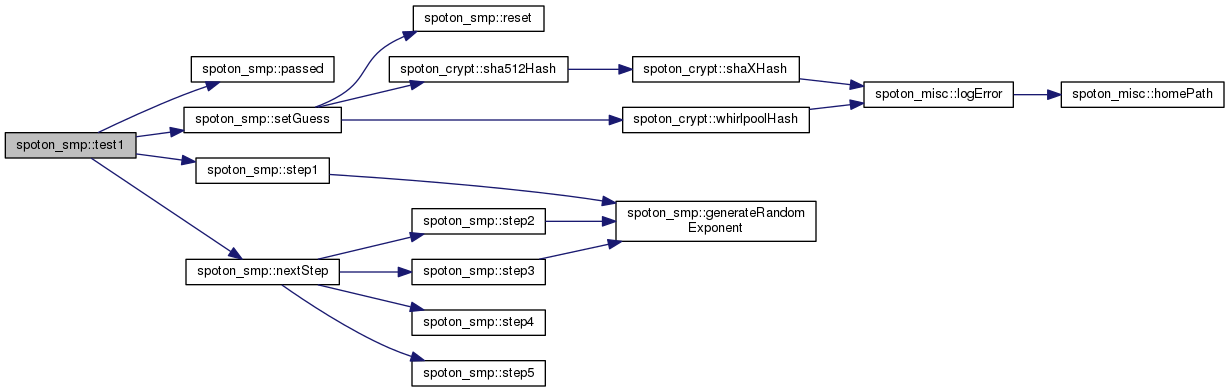 spoton_smp::reset
spoton_smp::passed
spoton_crypt::sha512Hash
spoton_crypt::shaXHash
spoton_misc::logError
spoton_misc::homePath
spoton_smp::setGuess
spoton_crypt::whirlpoolHash
spoton_smp::test1
spoton_smp::step1
spoton_smp::generateRandom
Exponent
spoton_smp::step2
spoton_smp::nextStep
spoton_smp::step3
spoton_smp::step4
spoton_smp::step5